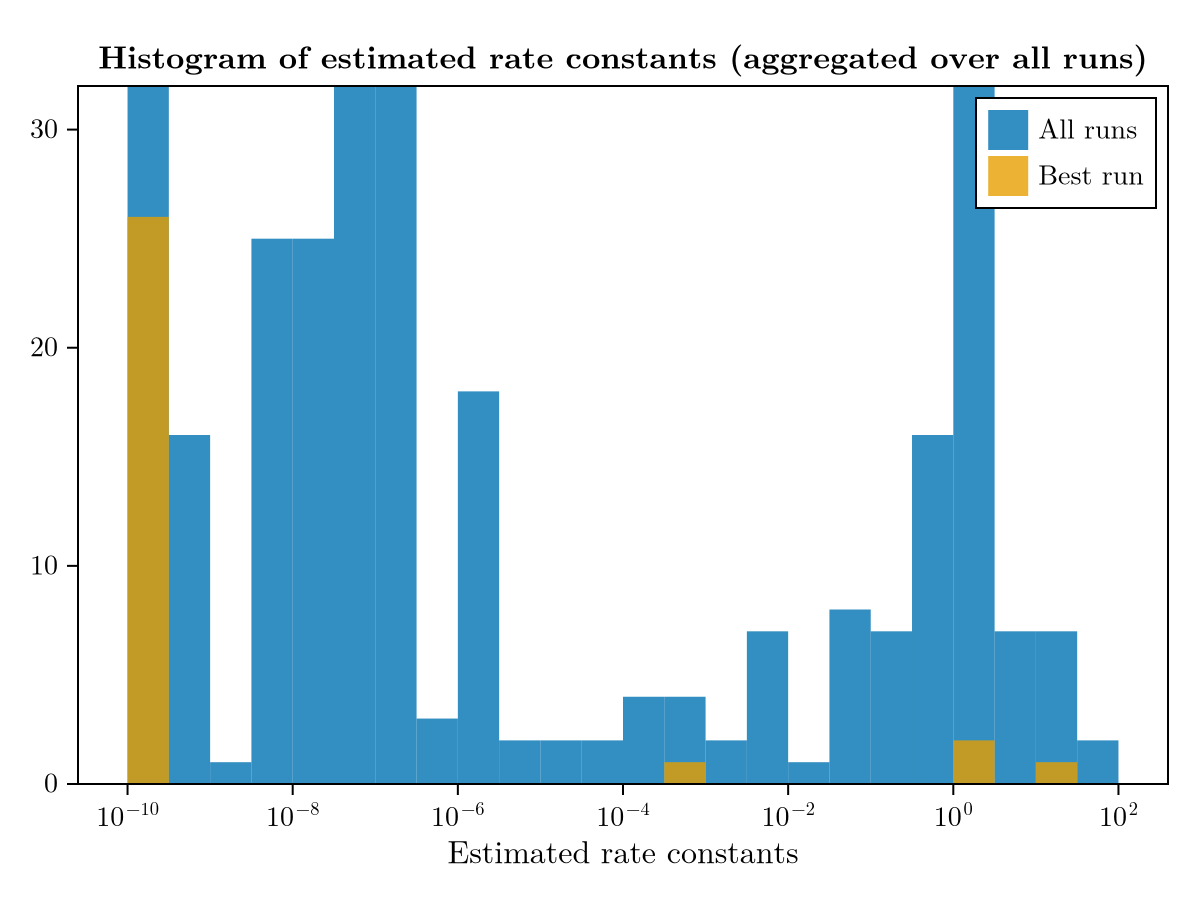 Histogram of estimated rate constants (aggregated over all runs)
All runs
Best run
30
20
10
0
10⁻¹⁰
10⁻⁸
10⁻⁶
10⁻⁴
10⁻²
10⁰
10²
Estimated rate constants